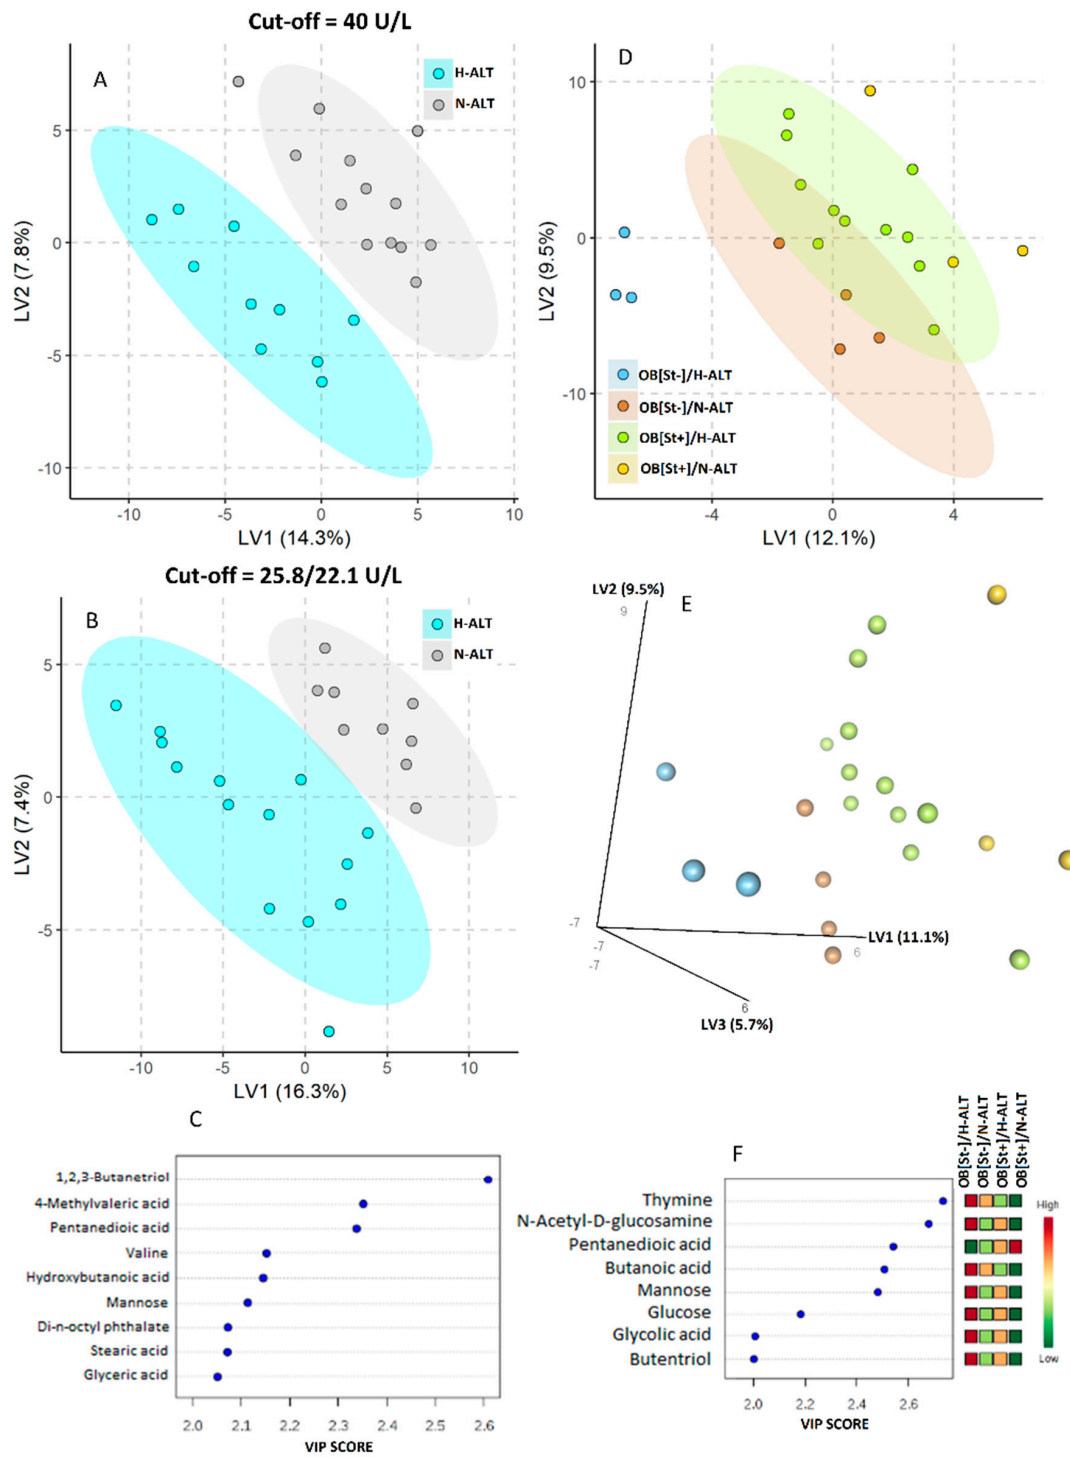 Cut-off = 40 U/L
A
H-ALT
N-ALT
5
0
-5
-10
LV2 (7.8%)
-10
-5
0
5
10
LV1 (14.3%)
D
10
0
-10
LV2 (9.5%)
OB[St-]/H-ALT
OB[St-]/N-ALT
OB[St+]/H-ALT
OB[St+]/N-ALT
-4
0
4
LV1 (12.1%)
Cut-off = 25.8/22.1 U/L
B
H-ALT
N-ALT
5
0
-5
LV2 (7.4%)
-10
-5
0
5
10
LV1 (16.3%)
E
LV2 (9.5%)
9
-7
-7
-7
LV1 (11.1%)
6
6
LV3 (5.7%)
C
1,2,3-Butanetriol
4-Methylvaleric acid
Pentanedioic acid
Valine
Hydroxybutanoic acid
Mannose
Di-n-octyl phthalate
Stearic acid
Glyceric acid
2.0
2.1
2.2
2.3
2.4
2.5
2.6
VIP SCORE
F
OB[St-]/H-ALT
OB[St-]/N-ALT
OB[St+]/H-ALT
OB[St+]/N-ALT
Thymine
N-Acetyl-D-glucosamine
Pentanedioic acid
Butanoic acid
Mannose
Glucose
Glycolic acid
Butentriol
High
Low
2.0
2.2
2.4
2.6
VIP SCORE